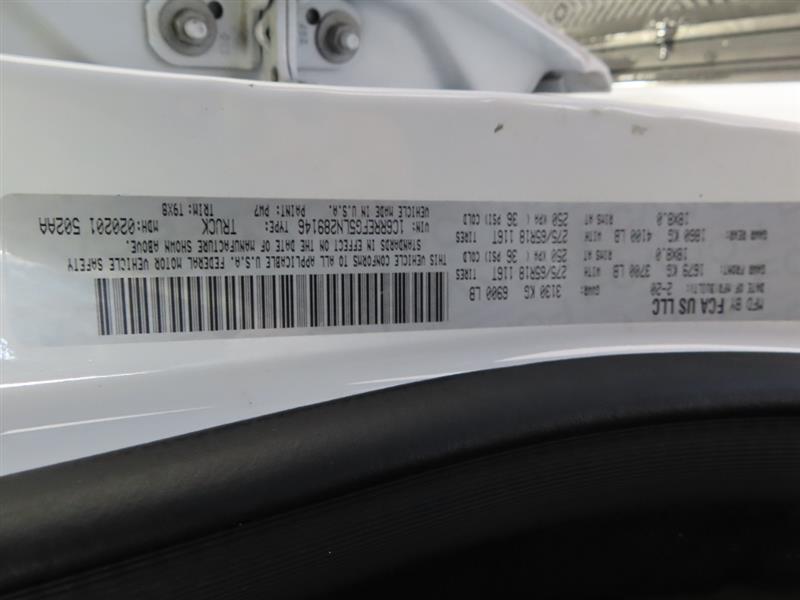 MFD BY FCA US LLC
DATE OF MFR (BUILT): 2-20 GVWR: 3130 KG 6900 LB
GAWR FRONT: 1679 KG 3700 LB WITH 275/65R18 116T TIRES
18X8.0 RIMS AT 250 KPA ( 36 PSI) COLD
GAWR REAR: 1860 KG 4100 LB WITH 275/65R18 116T TIRES
18X8.0 RIMS AT 250 KPA ( 36 PSI) COLD
THIS VEHICLE CONFORMS TO ALL APPLICABLE U.S.A. FEDERAL MOTOR VEHICLE SAFETY
STANDARDS IN EFFECT ON THE DATE OF MANUFACTURE SHOWN ABOVE.
VIN: 1C6RREFG5LN289146 TYPE: TRUCK MDH: 020201 502AA
PAINT: PW7 TRIM: T9X8
VEHICLE MADE IN U.S.A.